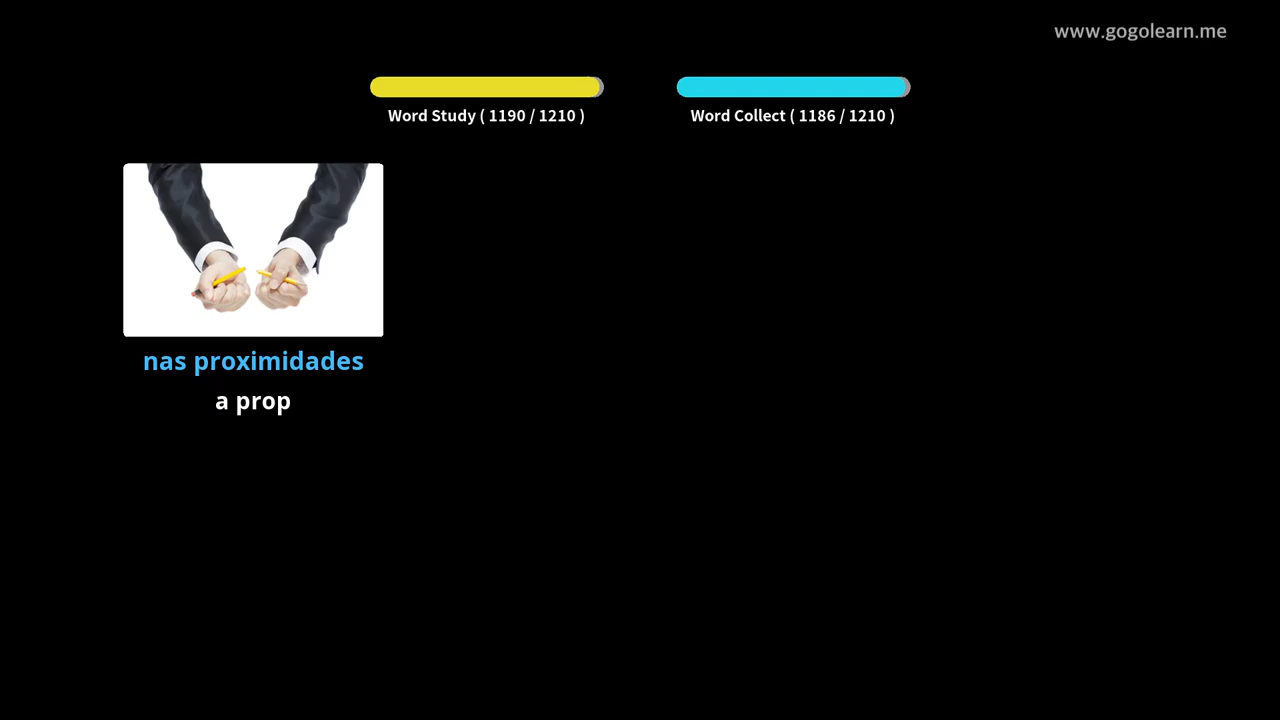 www.gogolearn.me
Word Study ( 1190 / 1210 )
Word Collect ( 1186 / 1210 )
nas proximidades
a prop